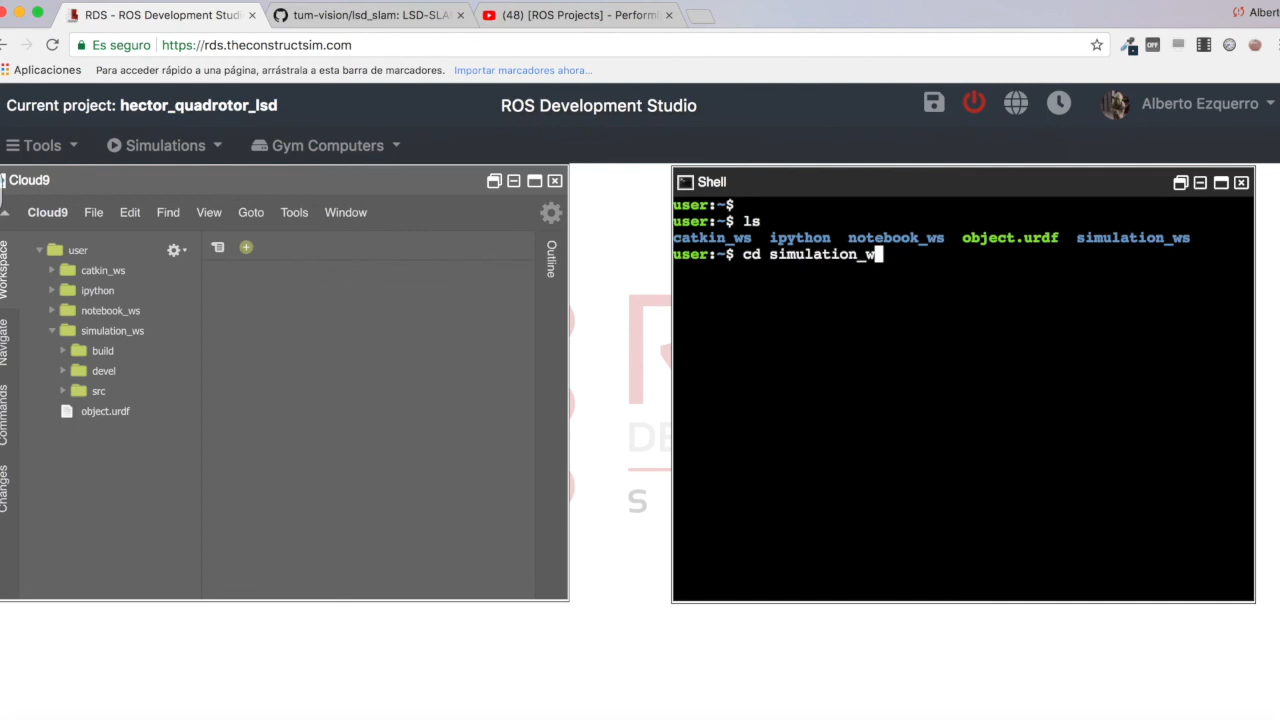 RDS - ROS Development Studi
tum-vision/lsd_slam: LSD-SLA
(48) [ROS Projects] - Performi
Albert
Es seguro
https://rds.theconstructsim.com
OFF
Aplicaciones
Para acceder rápido a una página, arrástrala a esta barra de marcadores.
Importar marcadores ahora...
Current project: hector_quadrotor_lsd
ROS Development Studio
Alberto Ezquerro
Tools
Simulations
Gym Computers
Cloud9
Cloud9 File Edit Find View Goto Tools Window
Workspace
Navigate
Commands
Changes
user
catkin_ws
ipython
notebook_ws
simulation_ws
build
devel
src
object.urdf
Outline
DE
S
Shell
user:~$
user:~$ ls
catkin_ws ipython notebook_ws object.urdf simulation_ws
user:~$ cd simulation_w